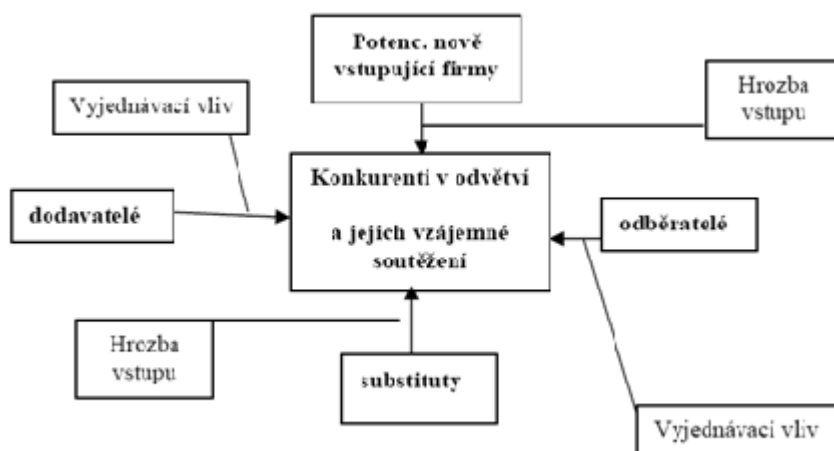 Potenc. nově
vstupující firmy
Vyjednávací vliv
Hrozba
vstupu
Konkurenti v odvětví
a jejich vzájemné
soutěžení
dodavatelé
odběratelé
Hrozba
vstupu
substituty
Vyjednávací vliv